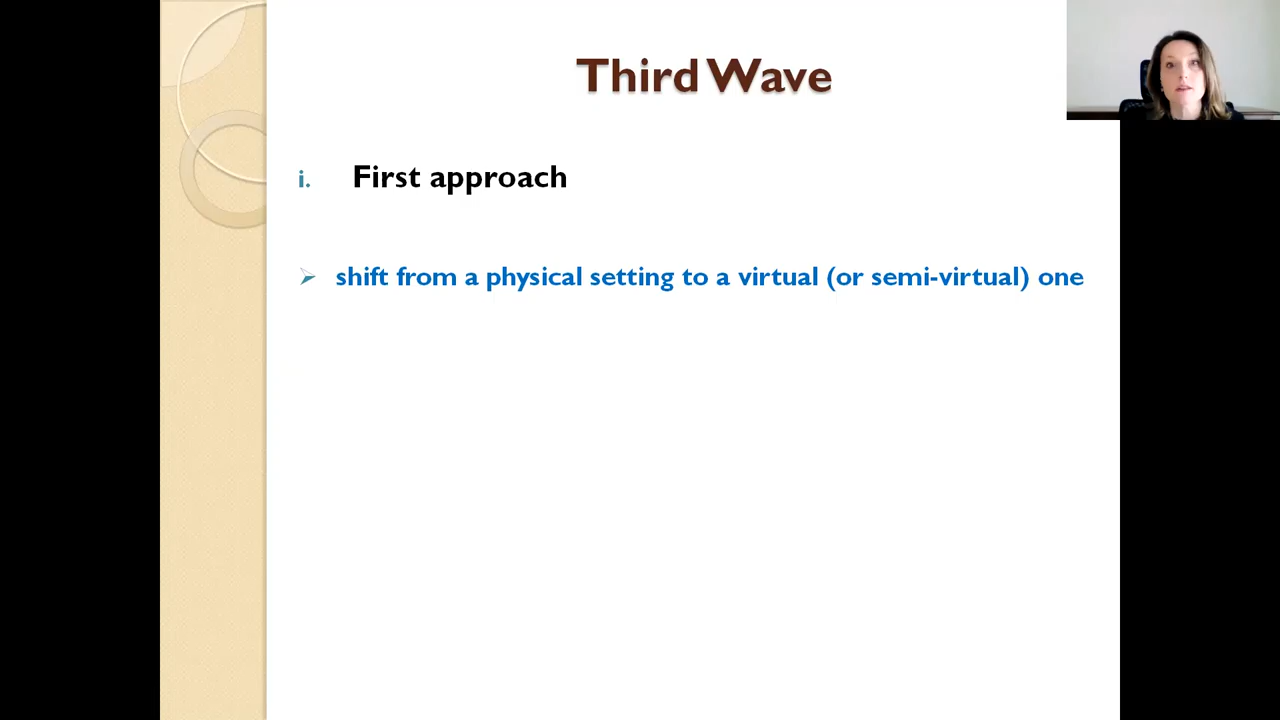 Third Wave
i. First approach
➢ shift from a physical setting to a virtual (or semi-virtual) one